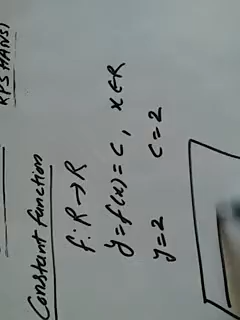 Constant Function
f: R → R
y = f(x) = c, x ∈ R
y = 2    c = 2